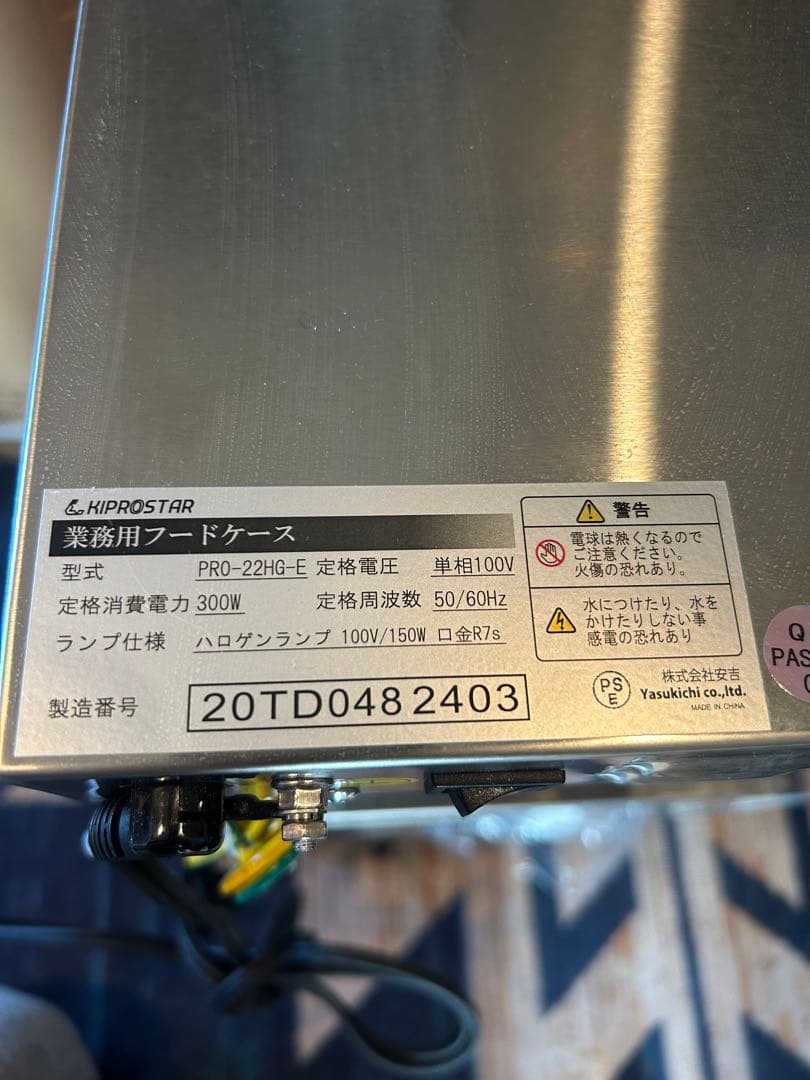 KIPROSTAR
業務用フードケース
型式 PRO-22HG-E 定格電圧 単相100V
定格消費電力 300W 定格周波数 50/60Hz
ランプ仕様 ハロゲンランプ 100V/150W 口金R7s
製造番号 20TD0482403
警告
電球は熱くなるので
ご注意ください。
火傷の恐れあり。
水につけたり、水を
かけたりしない事
感電の恐れあり
PS
E
株式会社安吉
Yasukichi co.,ltd.
MADE IN CHINA
Q
PAS